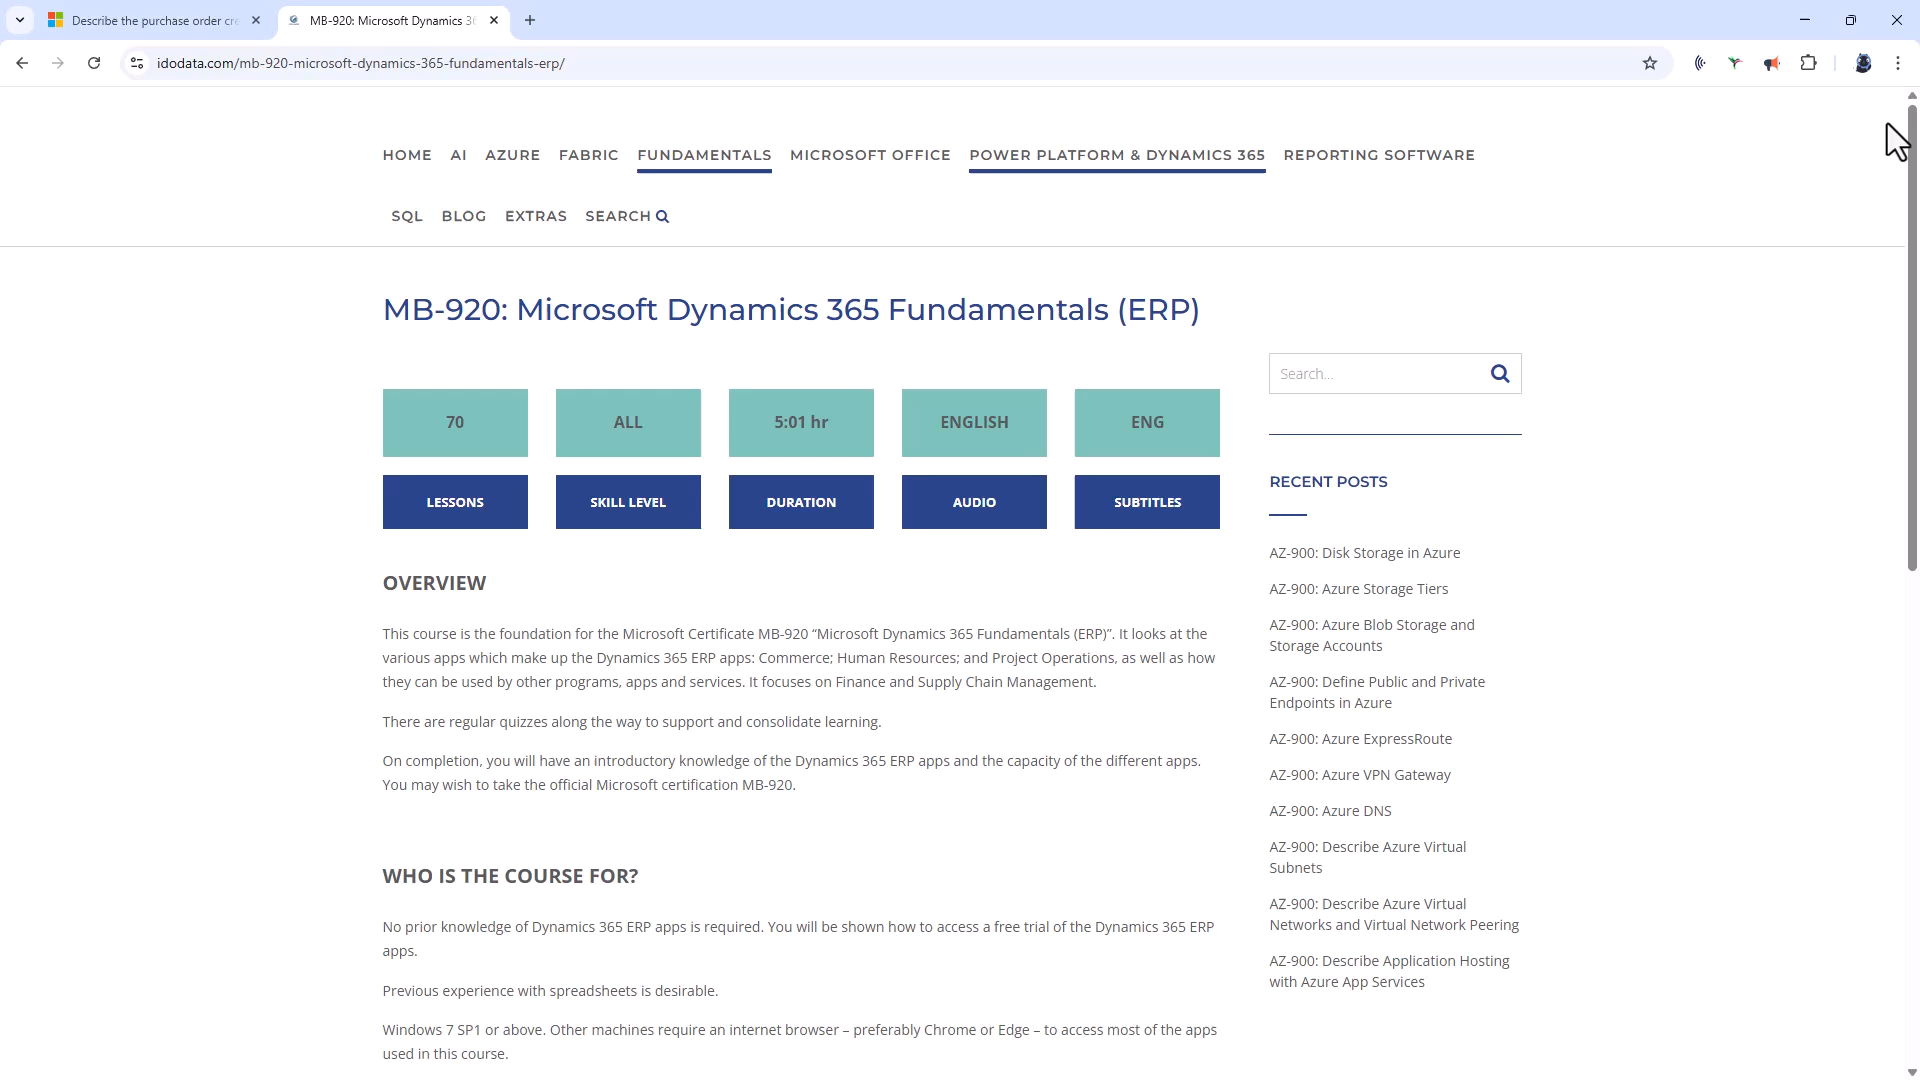 Describe the purchase order cre
MB-920: Microsoft Dynamics 36
idodata.com/mb-920-microsoft-dynamics-365-fundamentals-erp/
HOME AI AZURE FABRIC FUNDAMENTALS MICROSOFT OFFICE POWER PLATFORM & DYNAMICS 365 REPORTING SOFTWARE
SQL BLOG EXTRAS SEARCH
MB-920: Microsoft Dynamics 365 Fundamentals (ERP)
Search...
70 ALL 5:01 hr ENGLISH ENG
LESSONS SKILL LEVEL DURATION AUDIO SUBTITLES
OVERVIEW
This course is the foundation for the Microsoft Certificate MB-920 “Microsoft Dynamics 365 Fundamentals (ERP)”. It looks at the
various apps which make up the Dynamics 365 ERP apps: Commerce; Human Resources; and Project Operations, as well as how
they can be used by other programs, apps and services. It focuses on Finance and Supply Chain Management.
There are regular quizzes along the way to support and consolidate learning.
On completion, you will have an introductory knowledge of the Dynamics 365 ERP apps and the capacity of the different apps.
You may wish to take the official Microsoft certification MB-920.
WHO IS THE COURSE FOR?
No prior knowledge of Dynamics 365 ERP apps is required. You will be shown how to access a free trial of the Dynamics 365 ERP
apps.
Previous experience with spreadsheets is desirable.
Windows 7 SP1 or above. Other machines require an internet browser – preferably Chrome or Edge – to access most of the apps
used in this course.
RECENT POSTS
AZ-900: Disk Storage in Azure
AZ-900: Azure Storage Tiers
AZ-900: Azure Blob Storage and
Storage Accounts
AZ-900: Define Public and Private
Endpoints in Azure
AZ-900: Azure ExpressRoute
AZ-900: Azure VPN Gateway
AZ-900: Azure DNS
AZ-900: Describe Azure Virtual
Subnets
AZ-900: Describe Azure Virtual
Networks and Virtual Network Peering
AZ-900: Describe Application Hosting
with Azure App Services